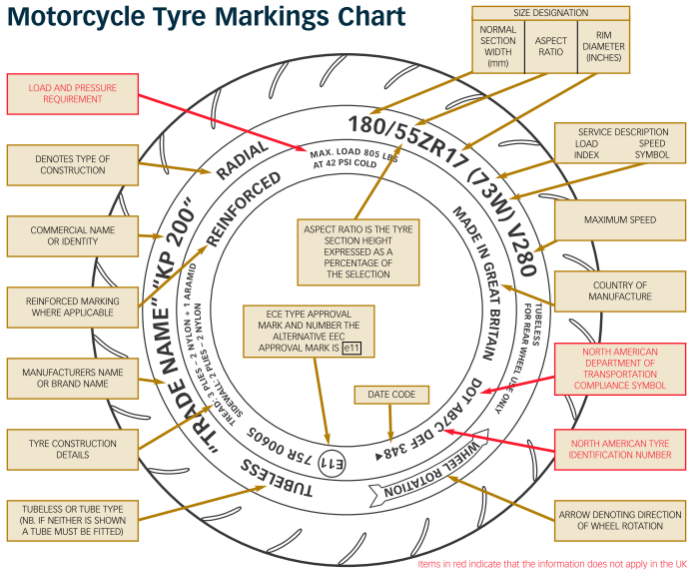 Motorcycle Tyre Markings Chart
SIZE DESIGNATION
NORMAL
SECTION
WIDTH
(mm)
ASPECT
RATIO
RIM
DIAMETER
(INCHES)
LOAD AND PRESSURE
REQUIREMENT
DENOTES TYPE OF
CONSTRUCTION
COMMERCIAL NAME
OR IDENTITY
REINFORCED MARKING
WHERE APPLICABLE
MANUFACTURERS NAME
OR BRAND NAME
TYRE CONSTRUCTION
DETAILS
TUBELESS OR TUBE TYPE
(NB. IF NEITHER IS SHOWN
A TUBE MUST BE FITTED)
SERVICE DESCRIPTION
LOAD SPEED
INDEX SYMBOL
MAXIMUM SPEED
COUNTRY OF
MANUFACTURE
NORTH AMERICAN
DEPARTMENT OF
TRANSPORTATION
COMPLIANCE SYMBOL
NORTH AMERICAN TYRE
IDENTIFICATION NUMBER
ARROW DENOTING DIRECTION
OF WHEEL ROTATION
180/55ZR17 (73W) V280
RADIAL
MAX. LOAD 805 LBS
AT 42 PSI COLD
REINFORCED
"TRADE NAME" "KP 200"
TREAD: 3 PLIES – 2 NYLON + 1 ARAMID
SIDEWALL: 2 PLIES – 2 NYLON
MADE IN GREAT BRITAIN
TUBELESS
FOR REAR WHEEL USE ONLY
DOT AB7C DEF 348
WHEEL ROTATION
E11 75R 00605
TUBELESS
ASPECT RATIO IS THE TYRE
SECTION HEIGHT
EXPRESSED AS A
PERCENTAGE OF
THE SELECTION
ECE TYPE APPROVAL
MARK AND NUMBER THE
ALTERNATIVE EEC
APPROVAL MARK IS e11
DATE CODE
Items in red indicate that the information does not apply in the UK